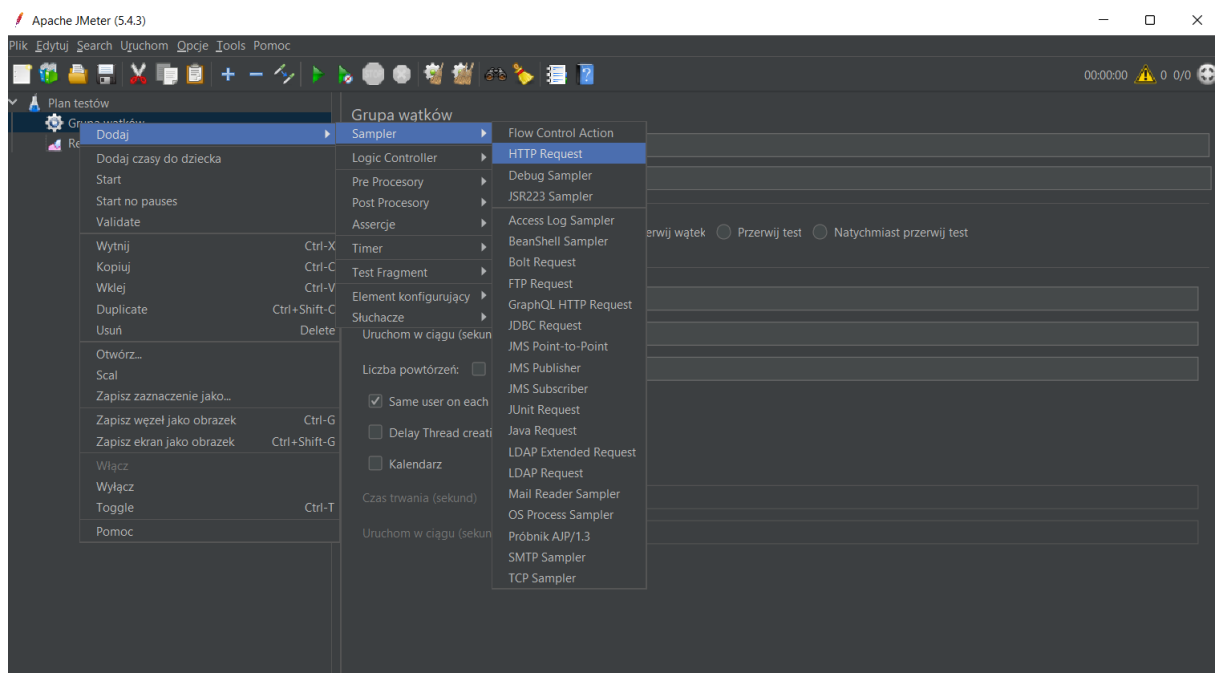 Apache JMeter (5.4.3)
Plik Edytuj Search Uruchom Opcje Tools Pomoc
00:00:00 0 0/0
Plan testów
Grupa wątków
Re
Dodaj
Dodaj czasy do dziecka
Start
Start no pauses
Validate
Wytnij Ctrl-X
Kopiuj Ctrl-C
Wklej Ctrl-V
Duplicate Ctrl+Shift-C
Usuń Delete
Otwórz...
Scal
Zapisz zaznaczenie jako...
Zapisz węzeł jako obrazek Ctrl-G
Zapisz ekran jako obrazek Ctrl+Shift-G
Włącz
Wyłącz
Toggle Ctrl-T
Pomoc
Grupa wątków
Sampler
Logic Controller
Pre Procesory
Post Procesory
Assercje
Timer
Test Fragment
Element konfigurujący
Słuchacze
Flow Control Action
HTTP Request
Debug Sampler
JSR223 Sampler
Access Log Sampler
BeanShell Sampler
Bolt Request
FTP Request
GraphQL HTTP Request
JDBC Request
JMS Point-to-Point
JMS Publisher
JMS Subscriber
JUnit Request
Java Request
LDAP Extended Request
LDAP Request
Mail Reader Sampler
OS Process Sampler
Próbnik AJP/1.3
SMTP Sampler
TCP Sampler
erwij wątek Przerwij test Natychmiast przerwij test
Uruchom w ciągu (sekun
Liczba powtórzeń:
Same user on each
Delay Thread creati
Kalendarz
Czas trwania (sekund)
Uruchom w ciągu (sekun